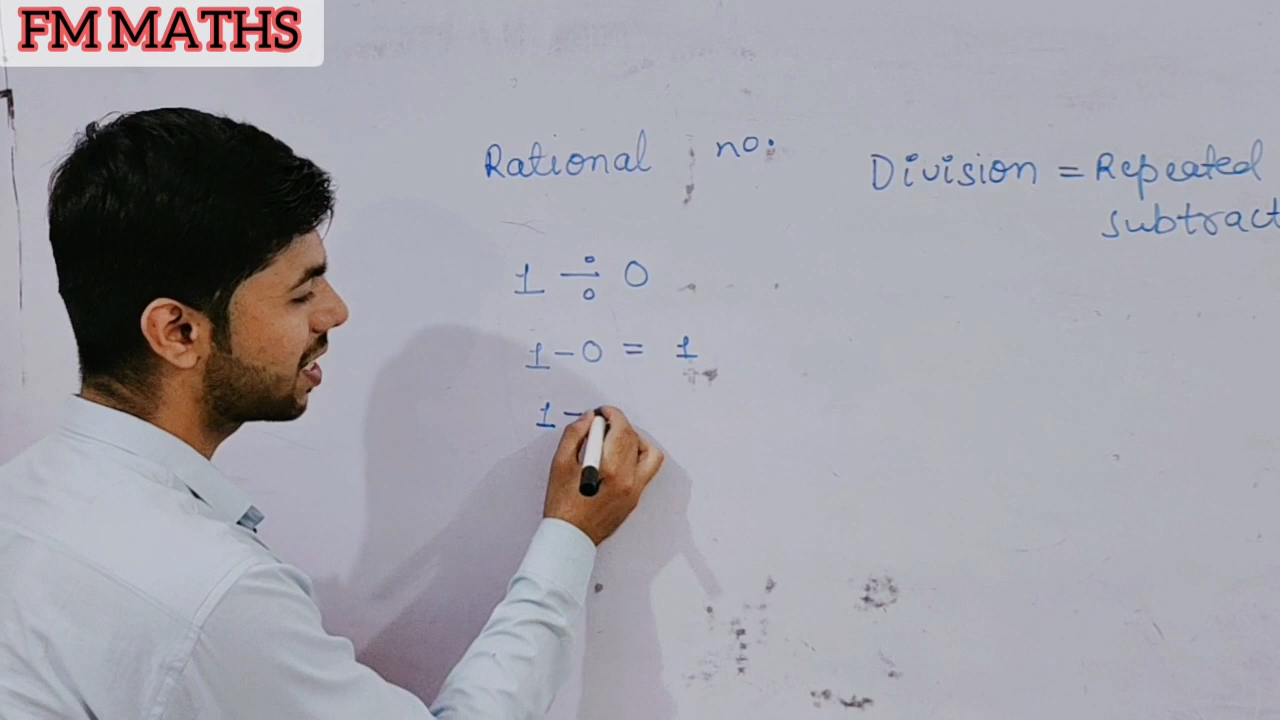 FM MATHS
Rational no.
Division = Repeated
subtract
1 ÷ 0
1 - 0 = 1
1 -